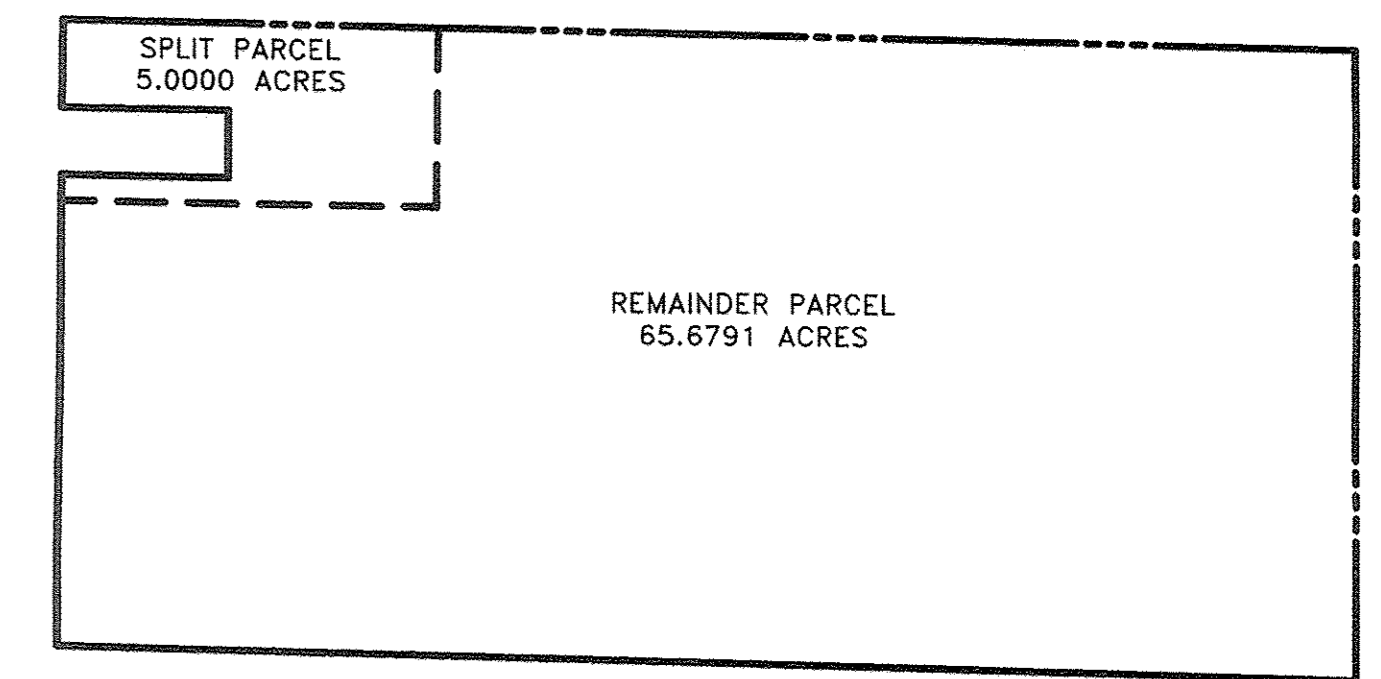 SPLIT PARCEL
5.0000 ACRES
REMAINDER PARCEL
65.6791 ACRES